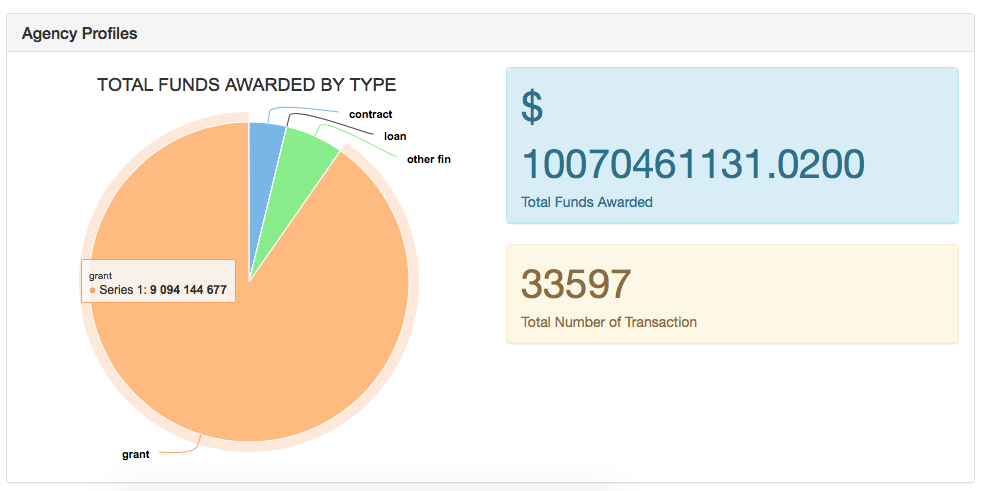 Agency Profiles
TOTAL FUNDS AWARDED BY TYPE
contract
loan
other fin
grant
Series 1: 9 094 144 677
grant
$
10070461131.0200
Total Funds Awarded
33597
Total Number of Transaction